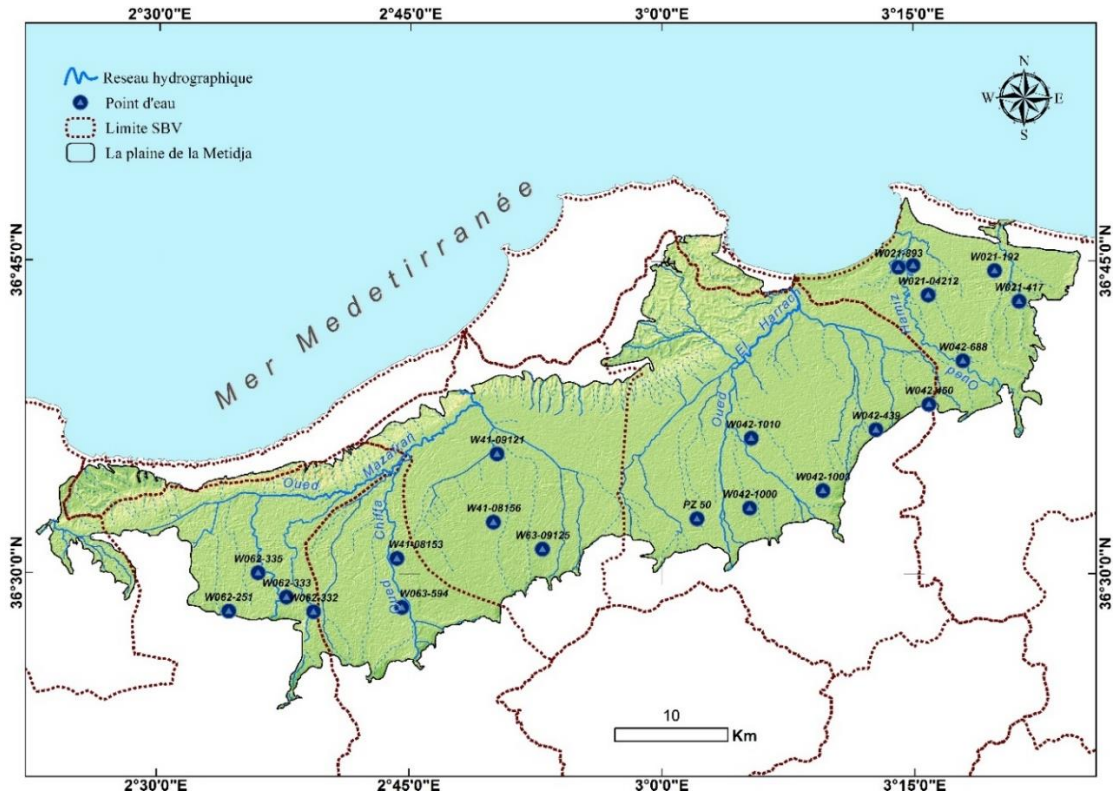 2°30'0"E
2°45'0"E
3°0'0"E
3°15'0"E
Reseau hydrographique
Point d'eau
Limite SBV
La plaine de la Metidja
N
W
E
S
Mer Medetirranée
36°45'0"N
36°45'0"N
W021-893
W021-192
W021-04212
W021-417
Hamiz
El Harrach
W042-688
Oued
W042-450
W042-439
W042-1010
Oued
W41-09121
Mazafran
Oued
W042-1003
W042-1000
PZ 50
W41-08156
Chiffa
W63-09125
W41-08153
36°30'0"N
36°30'0"N
W062-335
W062-333
W062-251
W062-332
Oued
W063-594
10
Km
2°30'0"E
2°45'0"E
3°0'0"E
3°15'0"E